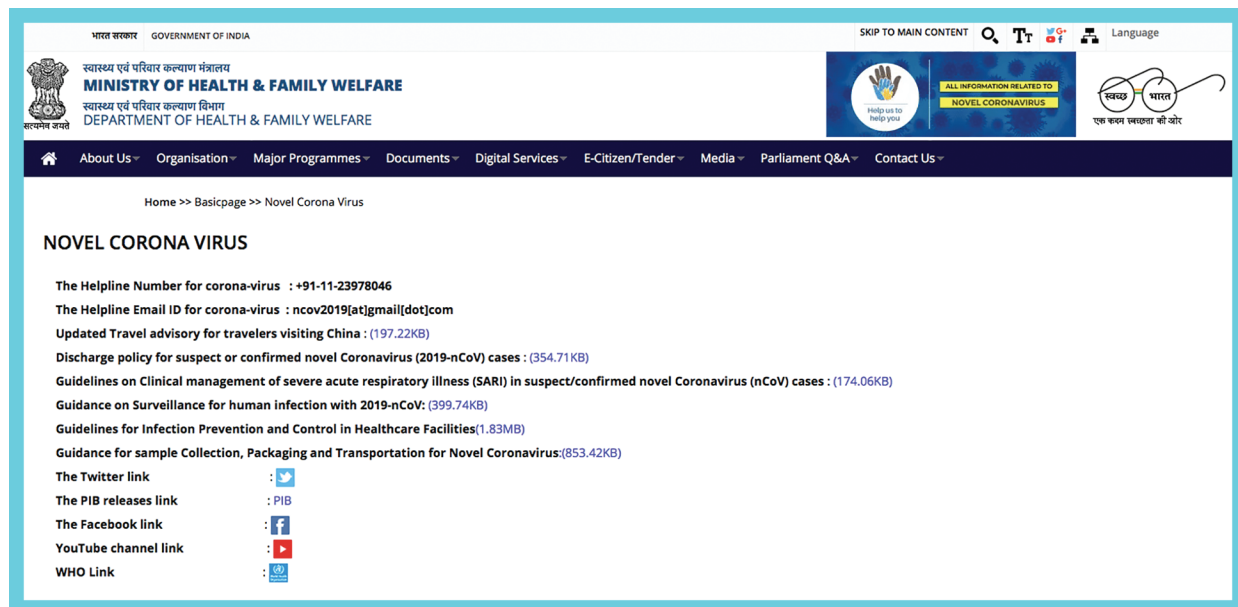 भारत सरकार GOVERNMENT OF INDIA
SKIP TO MAIN CONTENT Language
स्वास्थ्य एवं परिवार कल्याण मंत्रालय
MINISTRY OF HEALTH & FAMILY WELFARE
स्वास्थ्य एवं परिवार कल्याण विभाग
DEPARTMENT OF HEALTH & FAMILY WELFARE
सत्यमेव जयते
Help us to
help you
ALL INFORMATION RELATED TO
NOVEL CORONAVIRUS
स्वच्छ भारत
एक कदम स्वच्छता की ओर
About Us Organisation Major Programmes Documents Digital Services E-Citizen/Tender Media Parliament Q&A Contact Us
Home >> Basicpage >> Novel Corona Virus
NOVEL CORONA VIRUS
The Helpline Number for corona-virus : +91-11-23978046
The Helpline Email ID for corona-virus : ncov2019[at]gmail[dot]com
Updated Travel advisory for travelers visiting China : (197.22KB)
Discharge policy for suspect or confirmed novel Coronavirus (2019-nCoV) cases : (354.71KB)
Guidelines on Clinical management of severe acute respiratory illness (SARI) in suspect/confirmed novel Coronavirus (nCoV) cases : (174.06KB)
Guidance on Surveillance for human infection with 2019-nCoV: (399.74KB)
Guidelines for Infection Prevention and Control in Healthcare Facilities(1.83MB)
Guidance for sample Collection, Packaging and Transportation for Novel Coronavirus:(853.42KB)
The Twitter link :
The PIB releases link : PIB
The Facebook link :
YouTube channel link :
WHO Link :